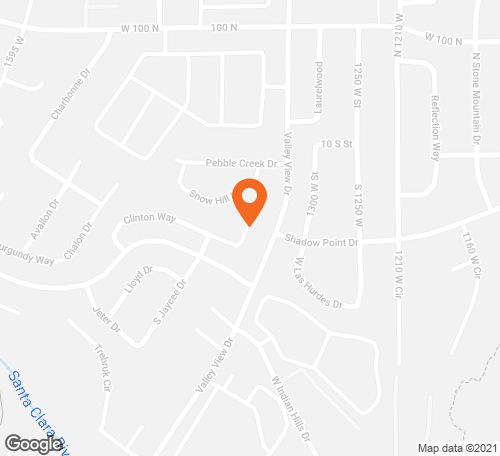 W 100 N
100 N
W 100 N
N 1210 W
1595 W
Charbonne Dr
Laurelwood
1250 W St
Reflection Way
N Stone Mountain Dr
Valley View Dr
10 S St
Pebble Creek Dr
Snow Hill
1300 W St
S 1250 W
Avallon Dr
Clinton Way
Chalon Dr
urgundy Way
Shadow Point Dr
1160 W Cir
1210 W Cir
Lloyd Dr
S Jaycee Dr
W Las Hurdes Dr
Jeter Dr
Trebruk Cir
Valley View Dr
W Indian Hills Dr
Santa Clara Riv
Google
Map data ©2021